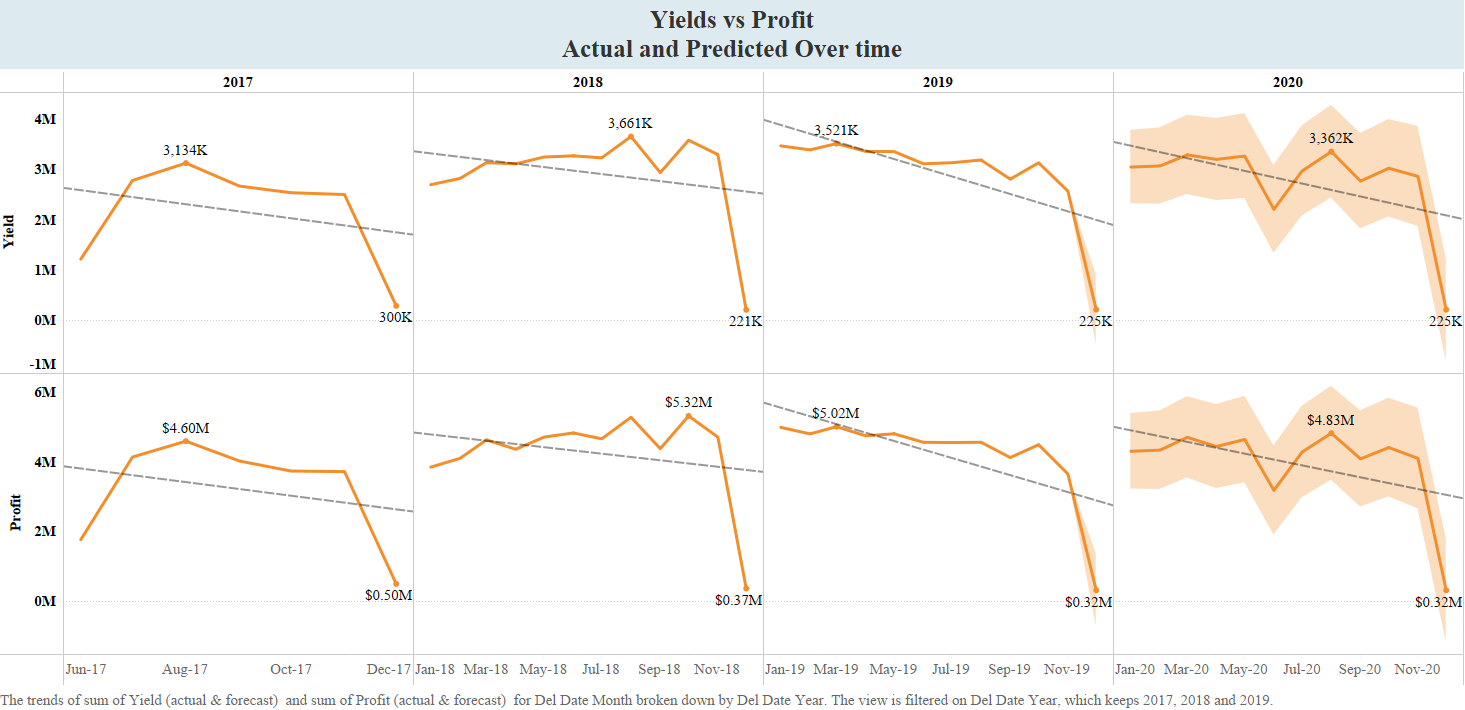 Yields vs Profit
Actual and Predicted Over time
2017 2018 2019 2020
Yield
4M
3M
2M
1M
0M
-1M
3,134K
300K
3,661K
221K
3,521K
225K
3,362K
225K
Profit
6M
4M
2M
0M
$4.60M
$0.50M
$5.32M
$0.37M
$5.02M
$0.32M
$4.83M
$0.32M
Jun-17 Aug-17 Oct-17 Dec-17 Jan-18 Mar-18 May-18 Jul-18 Sep-18 Nov-18 Jan-19 Mar-19 May-19 Jul-19 Sep-19 Nov-19 Jan-20 Mar-20 May-20 Jul-20 Sep-20 Nov-20
The trends of sum of Yield (actual & forecast)  and sum of Profit (actual & forecast)  for Del Date Month broken down by Del Date Year. The view is filtered on Del Date Year, which keeps 2017, 2018 and 2019.